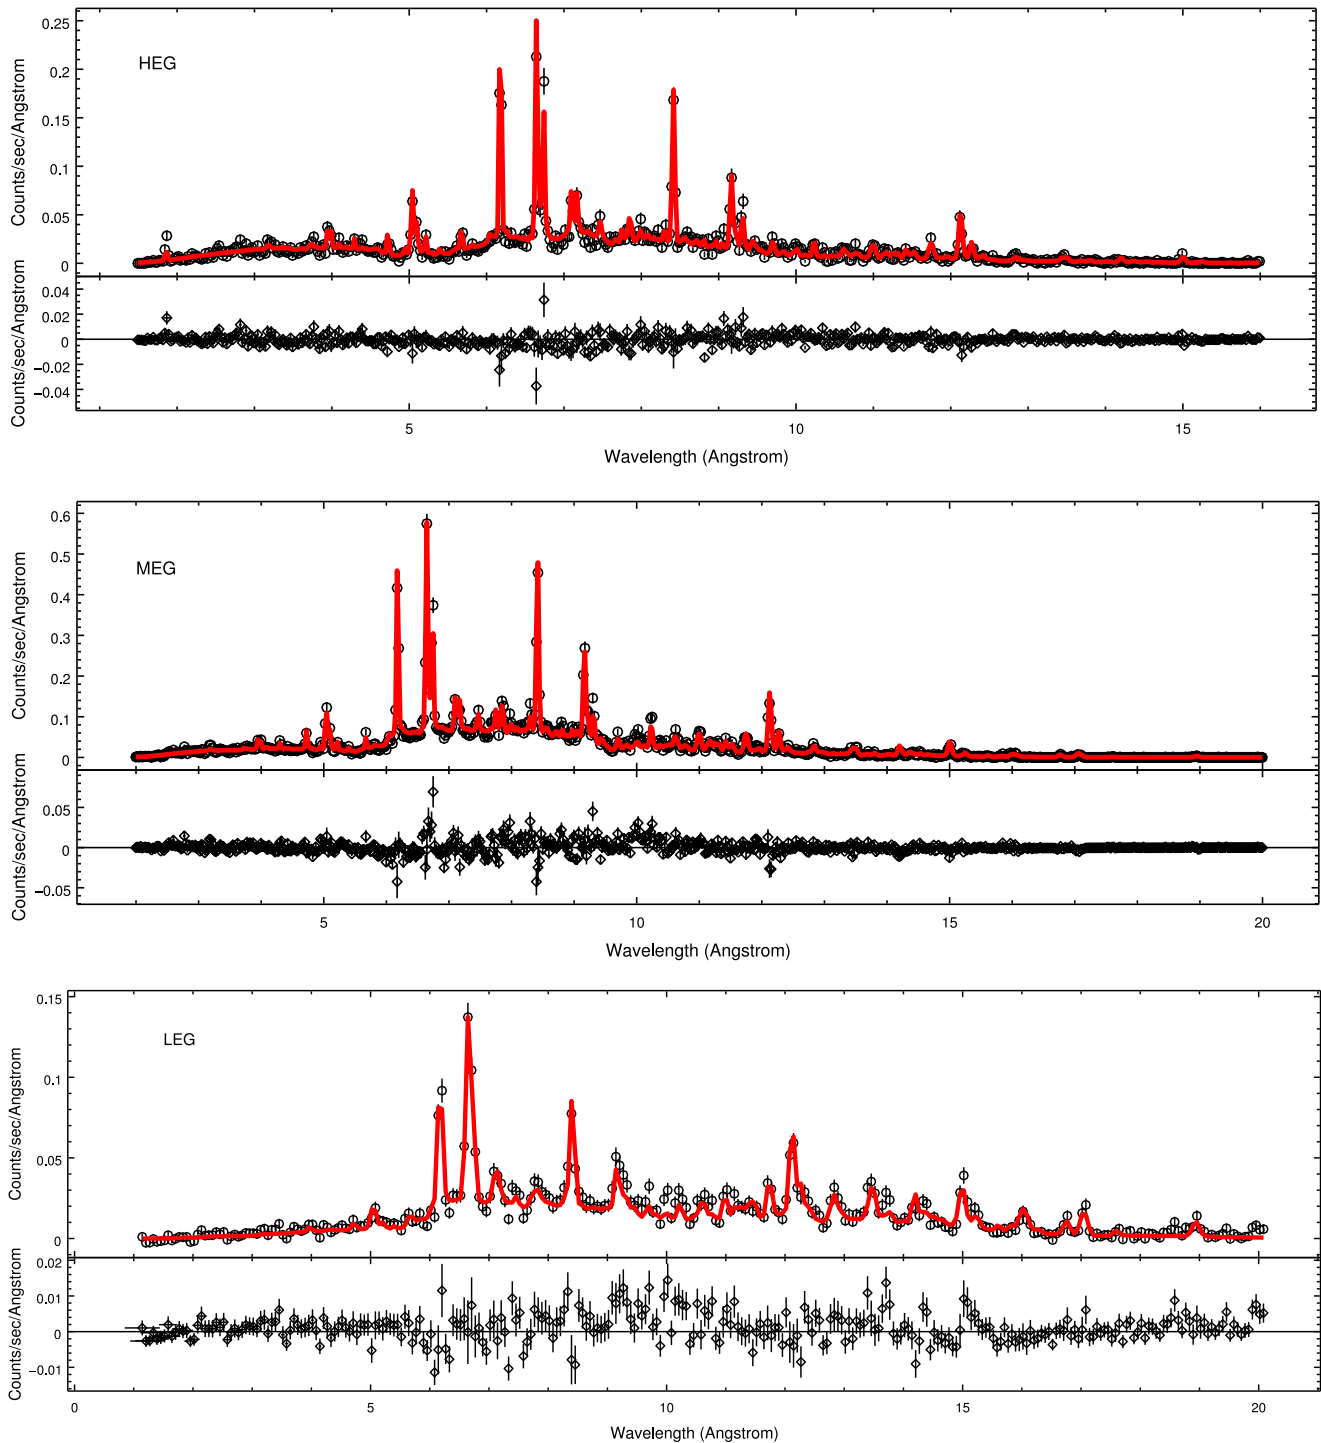 HEG
Counts/sec/Angstrom
0.25
0.2
0.15
0.1
0.05
0
Counts/sec/Angstrom
0.04
0.02
0
−0.02
−0.04
5 10 15
Wavelength (Angstrom)
MEG
Counts/sec/Angstrom
0.6
0.5
0.4
0.3
0.2
0.1
0
Counts/sec/Angstrom
0.05
0
−0.05
5 10 15 20
Wavelength (Angstrom)
LEG
Counts/sec/Angstrom
0.15
0.1
0.05
0
Counts/sec/Angstrom
0.02
0.01
0
−0.01
0 5 10 15 20
Wavelength (Angstrom)